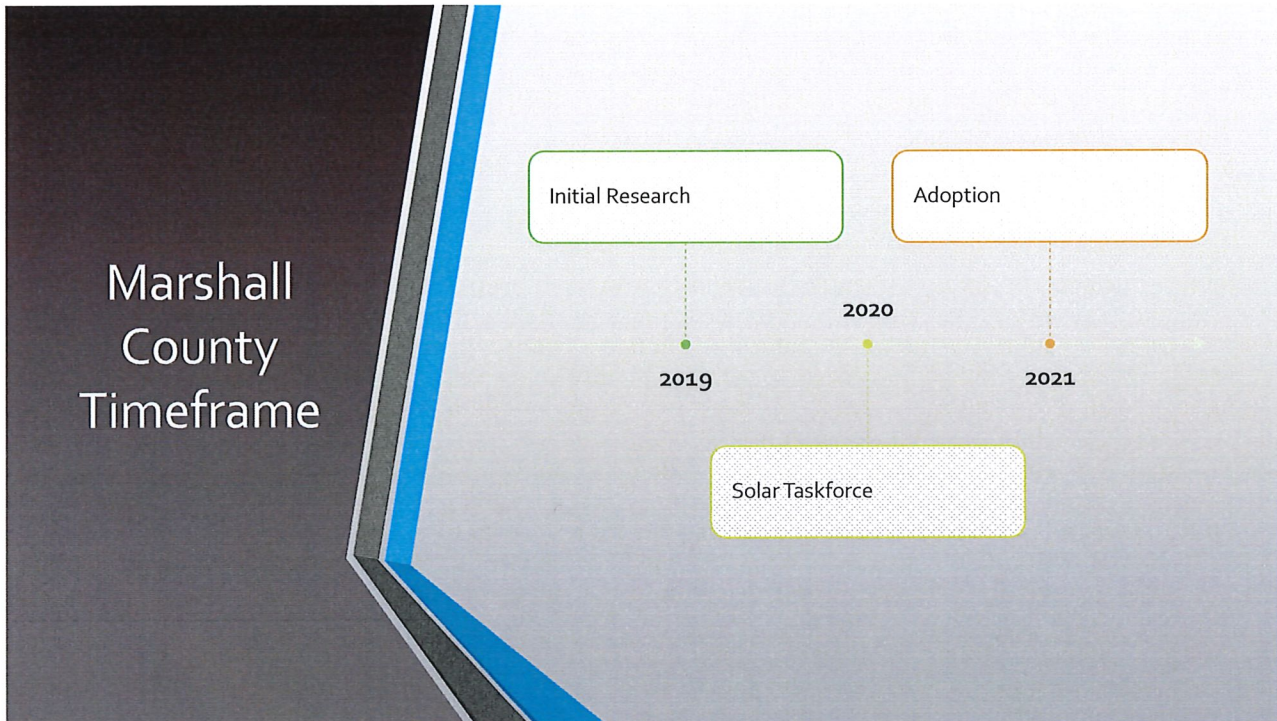 Marshall
County
Timeframe
Initial Research
Adoption
2020
2019
2021
Solar Taskforce